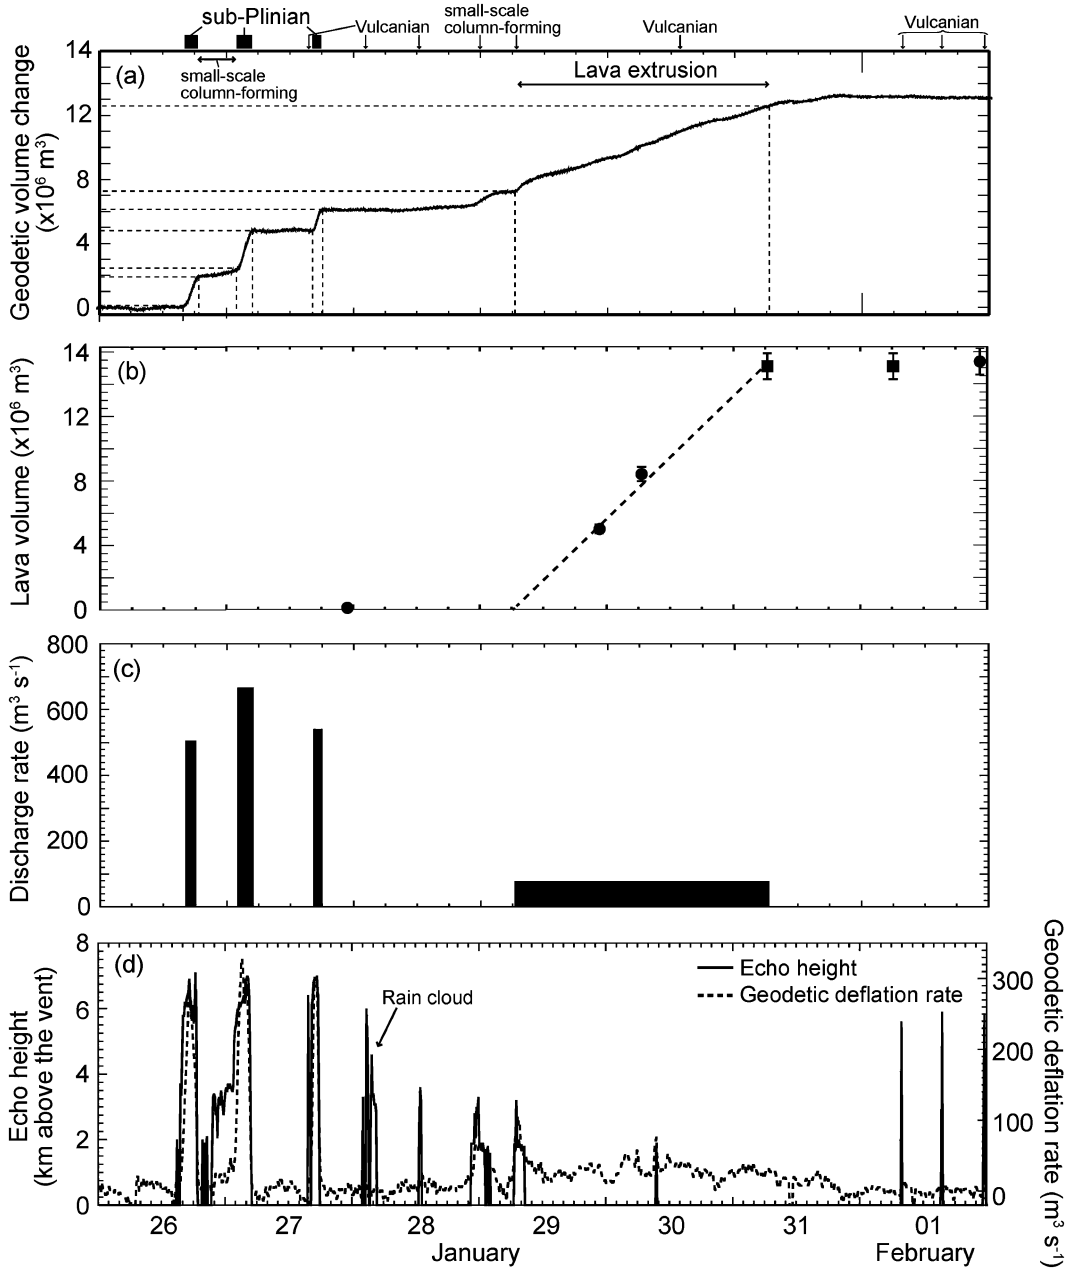 sub-Plinian
Vulcanian
small-scale
column-forming
Vulcanian
Vulcanian
14
12
8
4
0
Geodetic volume change
(x10⁶ m³)
(a)
small-scale
column-forming
Lava extrusion
14
12
8
4
0
Lava volume (x10⁶ m³)
(b)
800
600
400
200
0
Discharge rate (m³ s⁻¹)
(c)
8
6
4
2
0
Echo height
(km above the vent)
(d)
Rain cloud
Echo height
Geodetic deflation rate
300
200
100
0
Geoodetic deflation rate (m³ s⁻¹)
26 27 28 29 30 31 01
January February